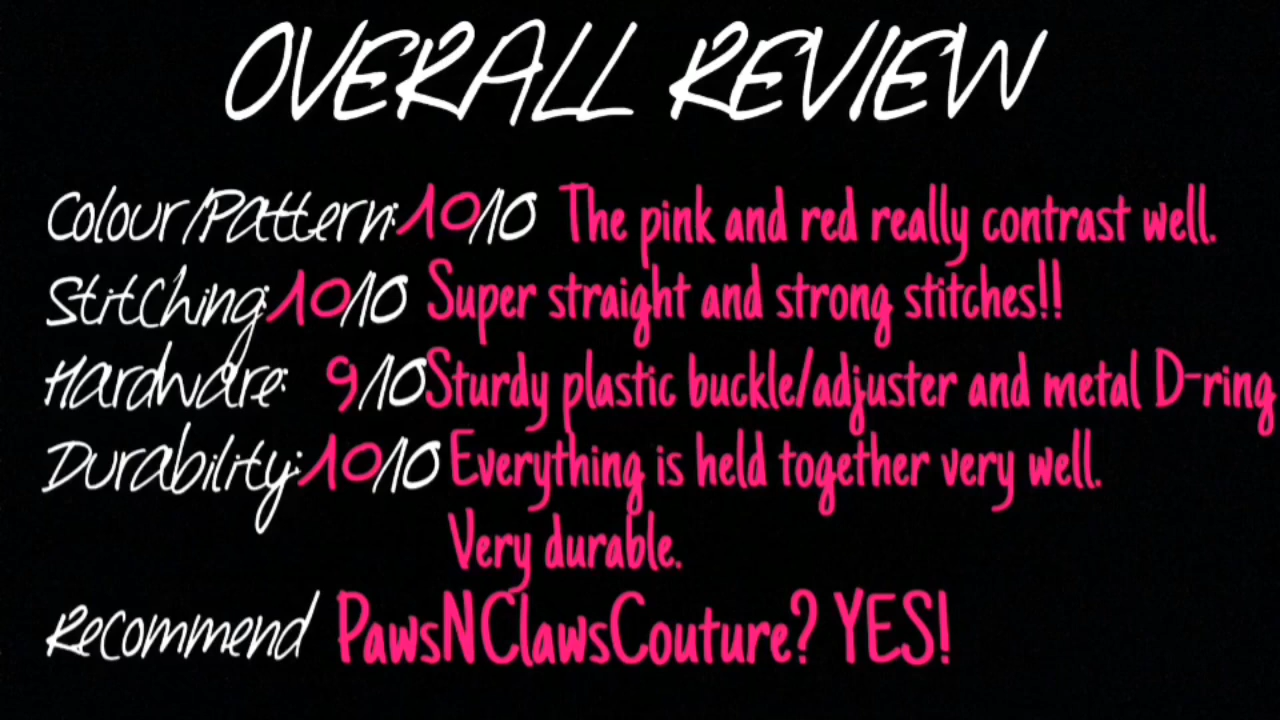 OVERALL REVIEW
Colour/Pattern: 10/10 The pink and red really contrast well.
Stitching: 10/10 Super straight and strong stitches!!
Hardware: 9/10 Sturdy plastic buckle/adjuster and metal D-ring
Durability: 10/10 Everything is held together very well.
Very durable.
Recommend PawsNClawsCouture? YES!